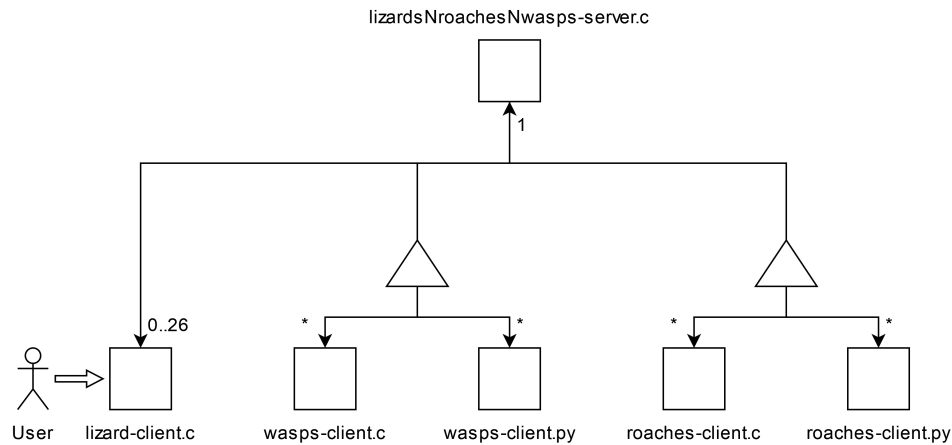 lizardsNroachesNwasps-server.c
1
0..26
*
*
*
*
User
lizard-client.c
wasps-client.c
wasps-client.py
roaches-client.c
roaches-client.py